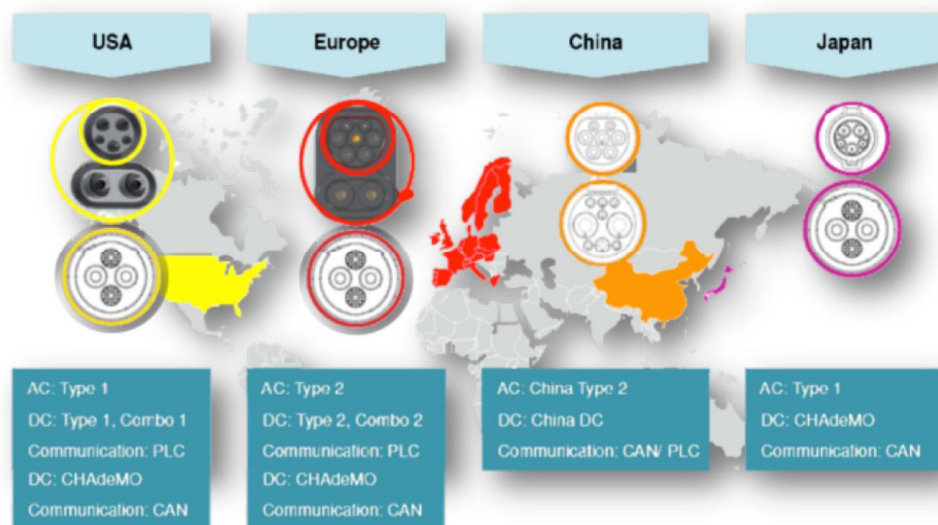 USA
Europe
China
Japan
AC: Type 1
DC: Type 1, Combo 1
Communication: PLC
DC: CHAdeMO
Communication: CAN
AC: Type 2
DC: Type 2, Combo 2
Communication: PLC
DC: CHAdeMO
Communication: CAN
AC: China Type 2
DC: China DC
Communication: CAN/ PLC
AC: Type 1
DC: CHAdeMO
Communication: CAN